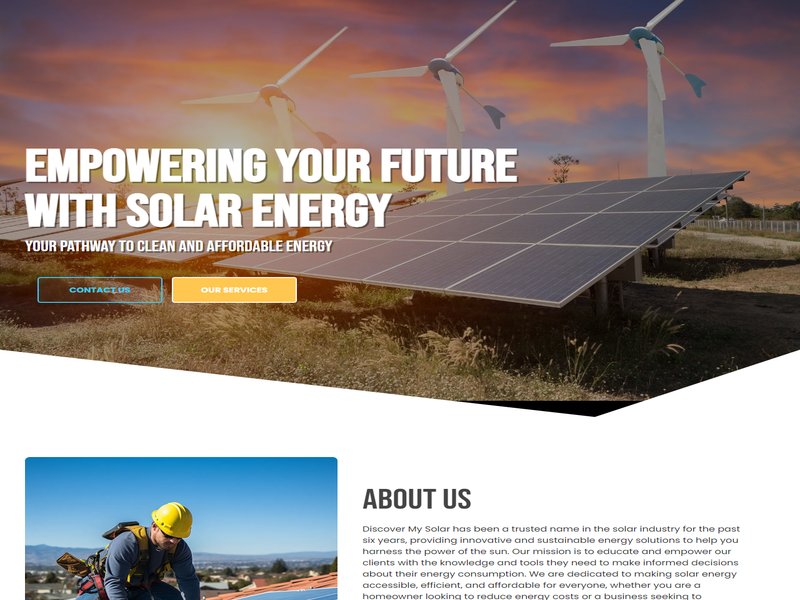 EMPOWERING YOUR FUTURE
WITH SOLAR ENERGY
YOUR PATHWAY TO CLEAN AND AFFORDABLE ENERGY
CONTACT US
OUR SERVICES
ABOUT US
Discover My Solar has been a trusted name in the solar industry for the past
six years, providing innovative and sustainable energy solutions to help you
harness the power of the sun. Our mission is to educate and empower our
clients with the knowledge and tools they need to make informed decisions
about their energy consumption. We are dedicated to making solar energy
accessible, efficient, and affordable for everyone, whether you are a
homeowner looking to reduce energy costs or a business seeking to